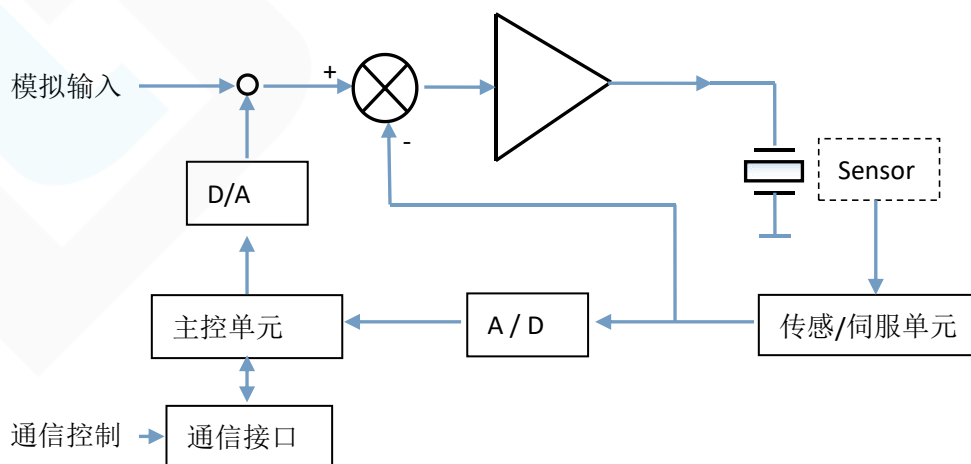 模拟输入
+
-
D/A
Sensor
主控单元
A / D
传感/伺服单元
通信控制
通信接口